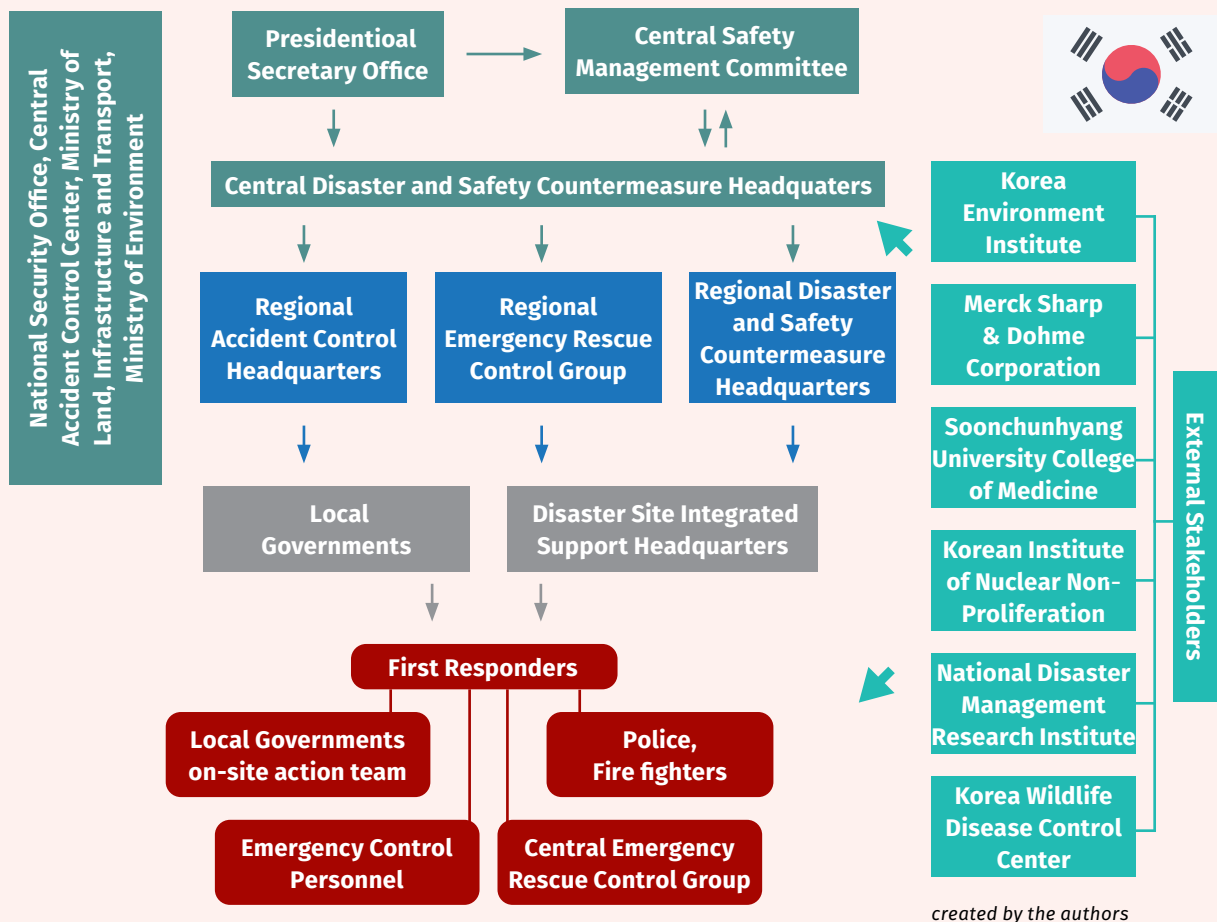 National Security Office, Central
Accident Control Center, Ministry of
Land, Infrastructure and Transport,
Ministry of Environment
Presidentioal
Secretary Office
Central Safety
Management Committee
Central Disaster and Safety Countermeasure Headquaters
Regional
Accident Control
Headquarters
Regional
Emergency Rescue
Control Group
Regional Disaster
and Safety
Countermeasure
Headquarters
Local
Governments
Disaster Site Integrated
Support Headquarters
First Responders
Local Governments
on-site action team
Police,
Fire fighters
Emergency Control
Personnel
Central Emergency
Rescue Control Group
Korea
Environment
Institute
Merck Sharp
& Dohme
Corporation
Soonchunhyang
University College
of Medicine
Korean Institute
of Nuclear Non-
Proliferation
National Disaster
Management
Research Institute
Korea Wildlife
Disease Control
Center
External Stakeholders
created by the authors